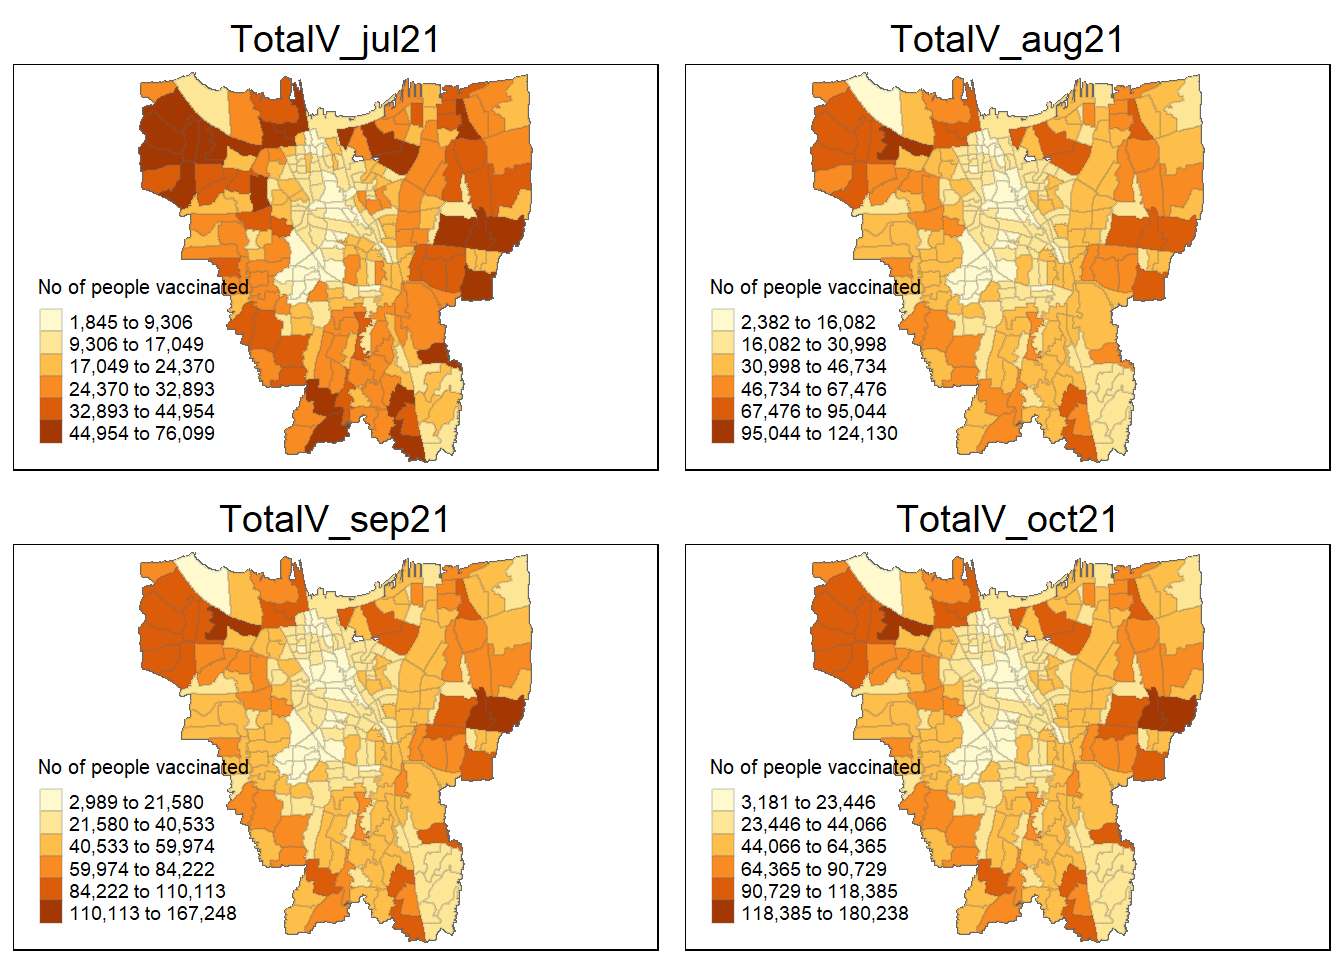 TotalV_jul21
No of people vaccinated
1,845 to 9,306
9,306 to 17,049
17,049 to 24,370
24,370 to 32,893
32,893 to 44,954
44,954 to 76,099
TotalV_aug21
No of people vaccinated
2,382 to 16,082
16,082 to 30,998
30,998 to 46,734
46,734 to 67,476
67,476 to 95,044
95,044 to 124,130
TotalV_sep21
No of people vaccinated
2,989 to 21,580
21,580 to 40,533
40,533 to 59,974
59,974 to 84,222
84,222 to 110,113
110,113 to 167,248
TotalV_oct21
No of people vaccinated
3,181 to 23,446
23,446 to 44,066
44,066 to 64,365
64,365 to 90,729
90,729 to 118,385
118,385 to 180,238